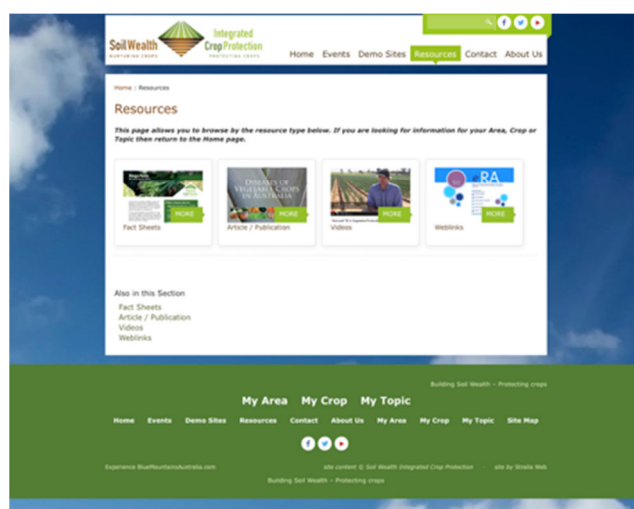 SoilWealth
NURTURING CROPS
Integrated
Crop Protection
PROTECTING CROPS
Home Events Demo Sites Resources Contact About Us
Home : Resources
Resources
This page allows you to browse by the resource type below. If you are looking for information for your Area, Crop or
Topic then return to the Home page.
DISEASES OF
VEGETABLE CROPS
IN AUSTRALIA
RA
MORE MORE MORE MORE
Fact Sheets Article / Publication Videos Weblinks
Also in this Section
Fact Sheets
Article / Publication
Videos
Weblinks
Building Soil Wealth - Protecting crops
My Area My Crop My Topic
Home Events Demo Sites Resources Contact About Us My Area My Crop My Topic Site Map
Experience BlueMountainsAustralia.com site content © Soil Wealth Integrated Crop Protection - site by Stralia Web
Building Soil Wealth - Protecting crops